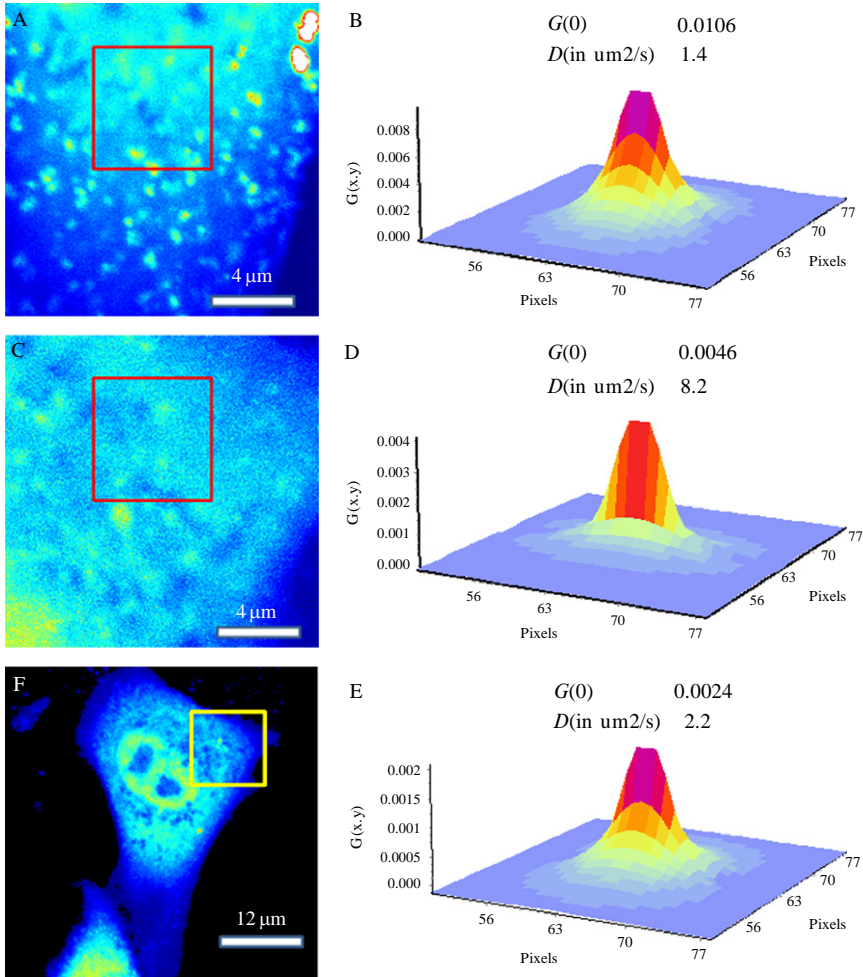 A
4 μm
B
G(0) 0.0106
D(in um2/s) 1.4
G(x.y)
0.008
0.006
0.004
0.002
0.000
56
63
70
77
Pixels
56
63
70
77
Pixels
C
4 μm
D
G(0) 0.0046
D(in um2/s) 8.2
G(x.y)
0.004
0.003
0.002
0.001
0.000
56
63
70
77
Pixels
56
63
70
77
Pixels
F
12 μm
E
G(0) 0.0024
D(in um2/s) 2.2
G(x.y)
0.002
0.0015
0.001
0.0005
0.000
56
63
70
77
Pixels
56
63
70
77
Pixels